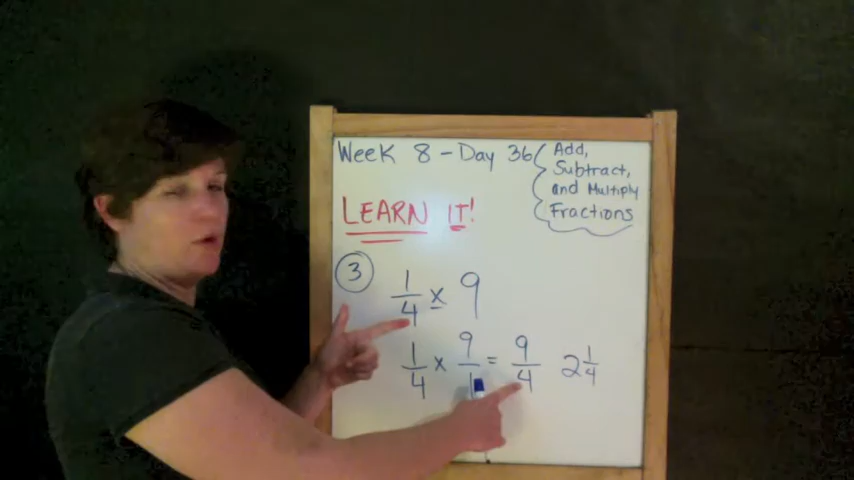 Week 8 - Day 36
Add,
Subtract,
and Multiply
Fractions
LEARN IT!
3
1/4 x 9
1/4 x 9/1 = 9/4 2 1/4